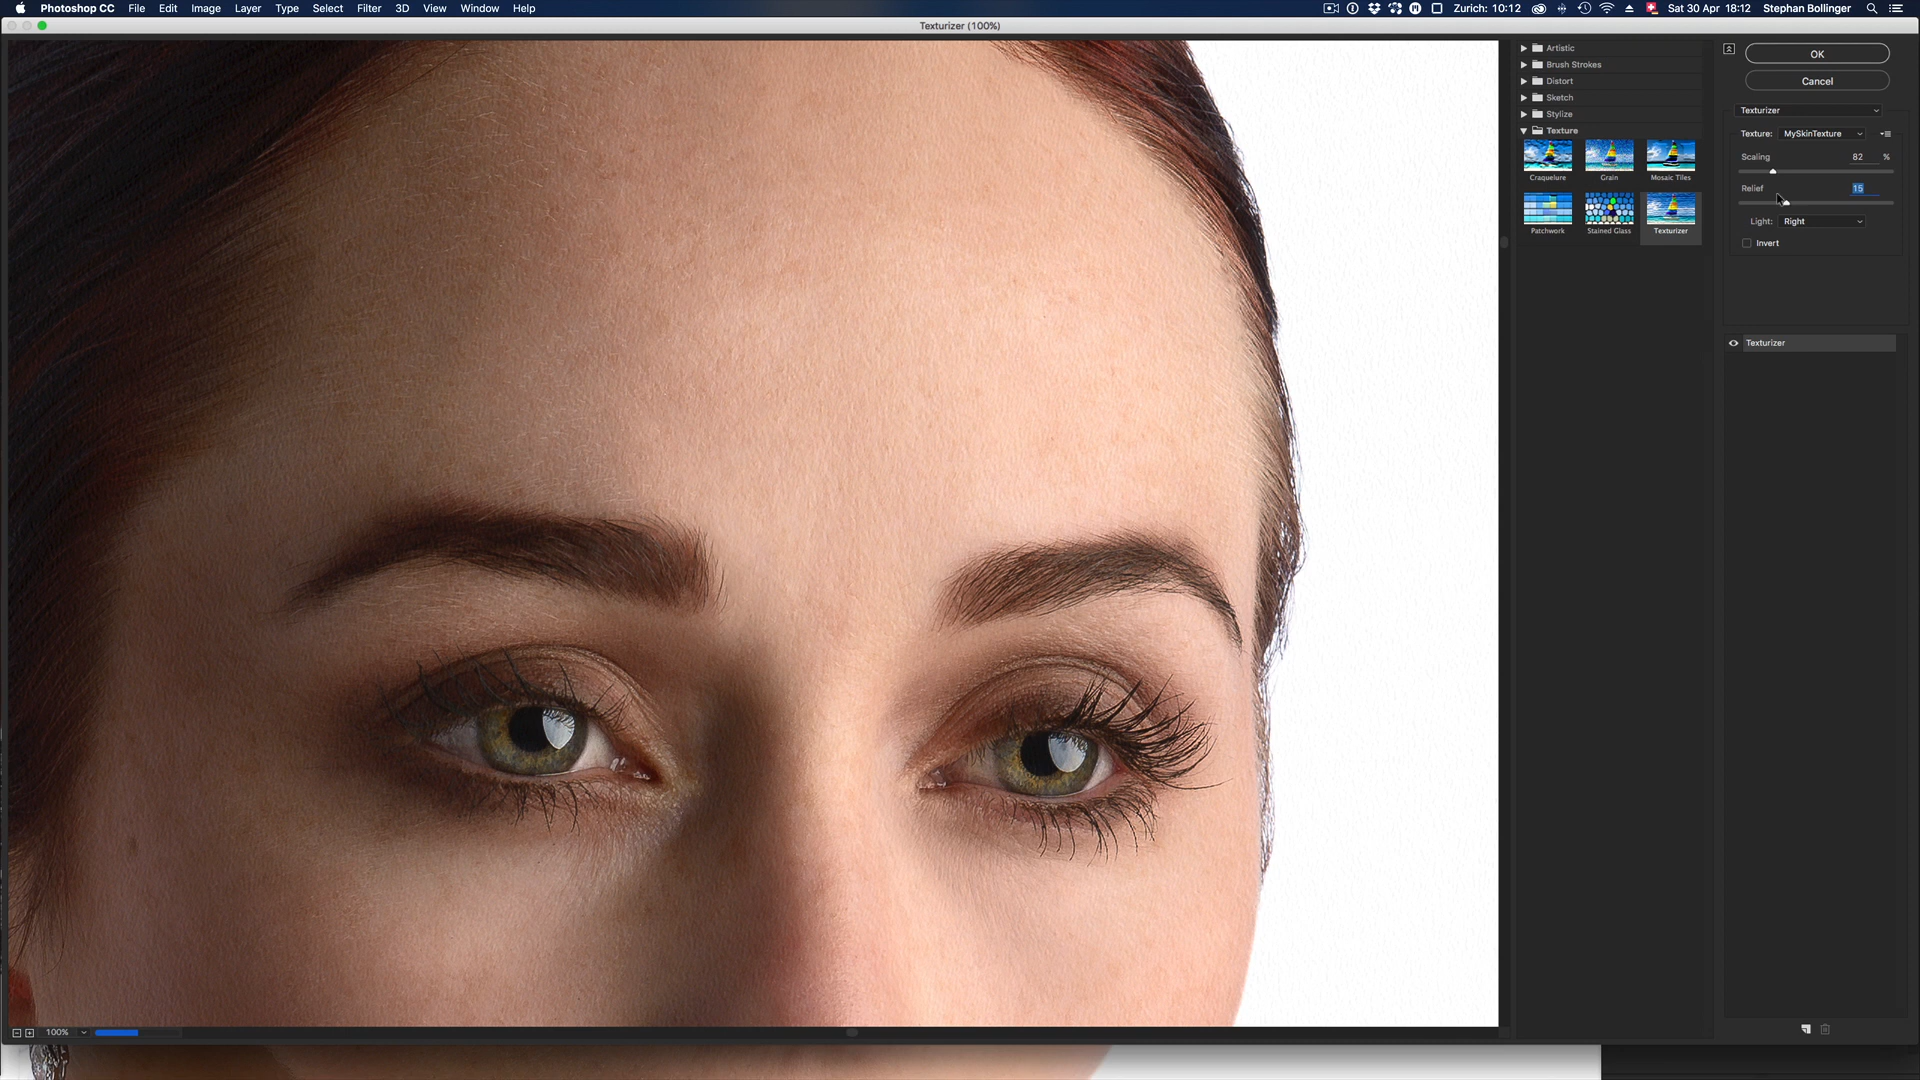 Photoshop CC File Edit Image Layer Type Select Filter 3D View Window Help Zurich: 10:12 Sat 30 Apr 18:12 Stephan Bollinger
Texturizer (100%)
Artistic
Brush Strokes
Distort
Sketch
Stylize
Texture
Craquelure Grain Mosaic Tiles
Patchwork Stained Glass Texturizer
OK
Cancel
Texturizer
Texture: MySkinTexture
Scaling 82 %
Relief 15
Light: Right
Invert
Texturizer
100%